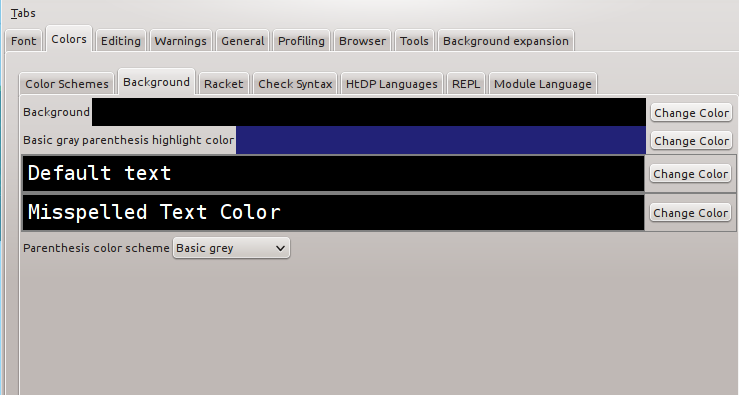 Tabs
Font Colors Editing Warnings General Profiling Browser Tools Background expansion
Color Schemes Background Racket Check Syntax HtDP Languages REPL Module Language
Background Change Color
Basic gray parenthesis highlight color Change Color
Default text Change Color
Misspelled Text Color Change Color
Parenthesis color scheme Basic grey